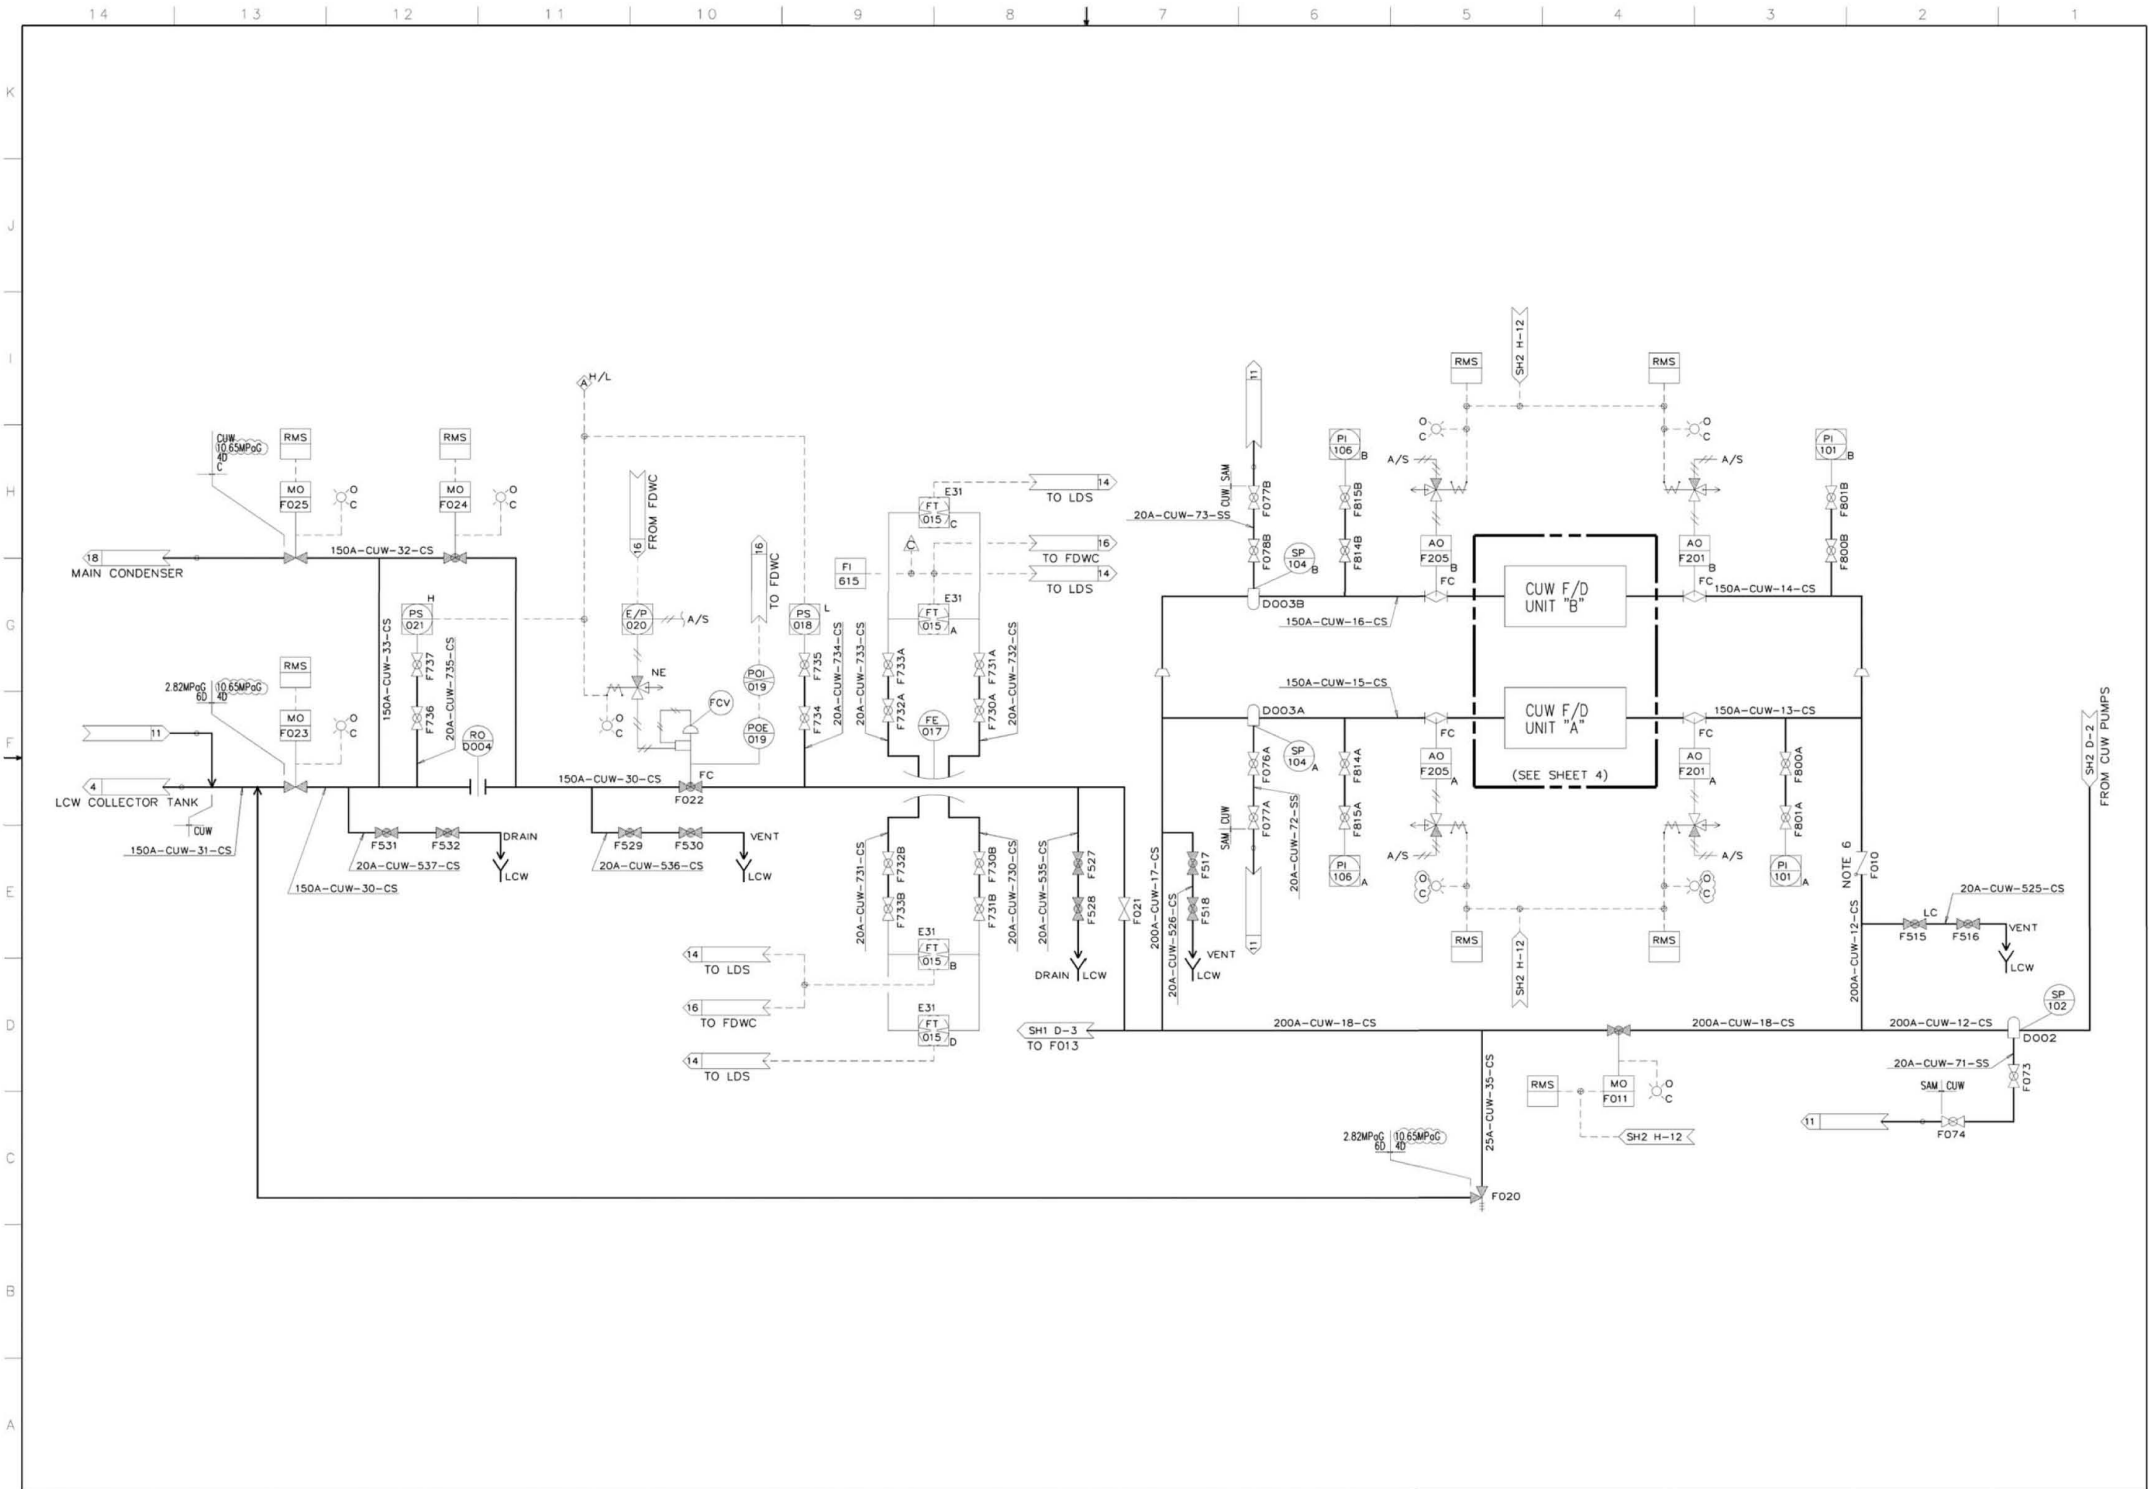 14 13 12 11 10 9 8 7 6 5 4 3 2 1
K
J
I
H
G
F
E
D
C
B
A
SH2 H-12
RMS
RMS
A H/L
11
O
C
O
C
CUW
10.65MPaG
4D
C
RMS
RMS
PI
106
B
A/S
A/S
PI
101
B
MO
F025
O
C
MO
F024
O
C
16
FROM FDWC
E31
FT
015
C
14
TO LDS
CUW SAM
F077B
20A-CUW-73-SS
F078B
F815B
F814B
F801B
F800B
18
MAIN CONDENSER
150A-CUW-32-CS
16
TO FDWC
C
FI
615
16
TO FDWC
14
TO LDS
SP
104
B
AO
F205
B
FC
AO
F201
B
FC
CUW F/D
UNIT "B"
150A-CUW-14-CS
D003B
150A-CUW-16-CS
150A-CUW-33-CS
H
PS
021
F737
F736
20A-CUW-735-CS
E/P
020
A/S
NE
O
C
PS
018
L
F735
F734
20A-CUW-734-CS
20A-CUW-733-CS
E31
FT
015
A
F733A
F732A
F731A
F730A
20A-CUW-732-CS
POI
019
POE
019
FCV
FE
017
RMS
2.82MPaG 10.65MPaG
6D 4D
MO
F023
O
C
11
RO
D004
4
LCW COLLECTOR TANK
CUW
150A-CUW-31-CS
150A-CUW-30-CS
F531
F532
20A-CUW-537-CS
DRAIN
LCW
150A-CUW-30-CS
FC
F022
F529
F530
20A-CUW-536-CS
VENT
LCW
150A-CUW-15-CS
D003A
SP
104
A
F076A
F077A
SAM CUW
20A-CUW-72-SS
11
F814A
F815A
PI
106
A
FC
AO
F205
A
CUW F/D
UNIT "A"
(SEE SHEET 4)
FC
AO
F201
A
150A-CUW-13-CS
F800A
F801A
PI
101
A
A/S
A/S
O
C
O
C
RMS
RMS
SH2 H-12
SH2 D-2
FROM CUW PUMPS
NOTE 6
F010
200A-CUW-12-CS
20A-CUW-525-CS
LC
F515
F516
VENT
LCW
20A-CUW-731-CS
F732B
F733B
F730B
F731B
20A-CUW-730-CS
20A-CUW-535-CS
F527
F528
DRAIN LCW
F021
200A-CUW-17-CS
20A-CUW-526-CS
F517
F518
VENT
LCW
E31
FT
015
B
14
TO LDS
16
TO FDWC
E31
FT
015
D
14
TO LDS
SH1 D-3
TO F013
200A-CUW-18-CS
200A-CUW-18-CS
200A-CUW-12-CS
SP
102
D002
20A-CUW-71-SS
F073
SAM CUW
11
F074
RMS
MO
F011
O
C
SH2 H-12
25A-CUW-35-CS
2.82MPaG 10.65MPaG
6D 4D
F020